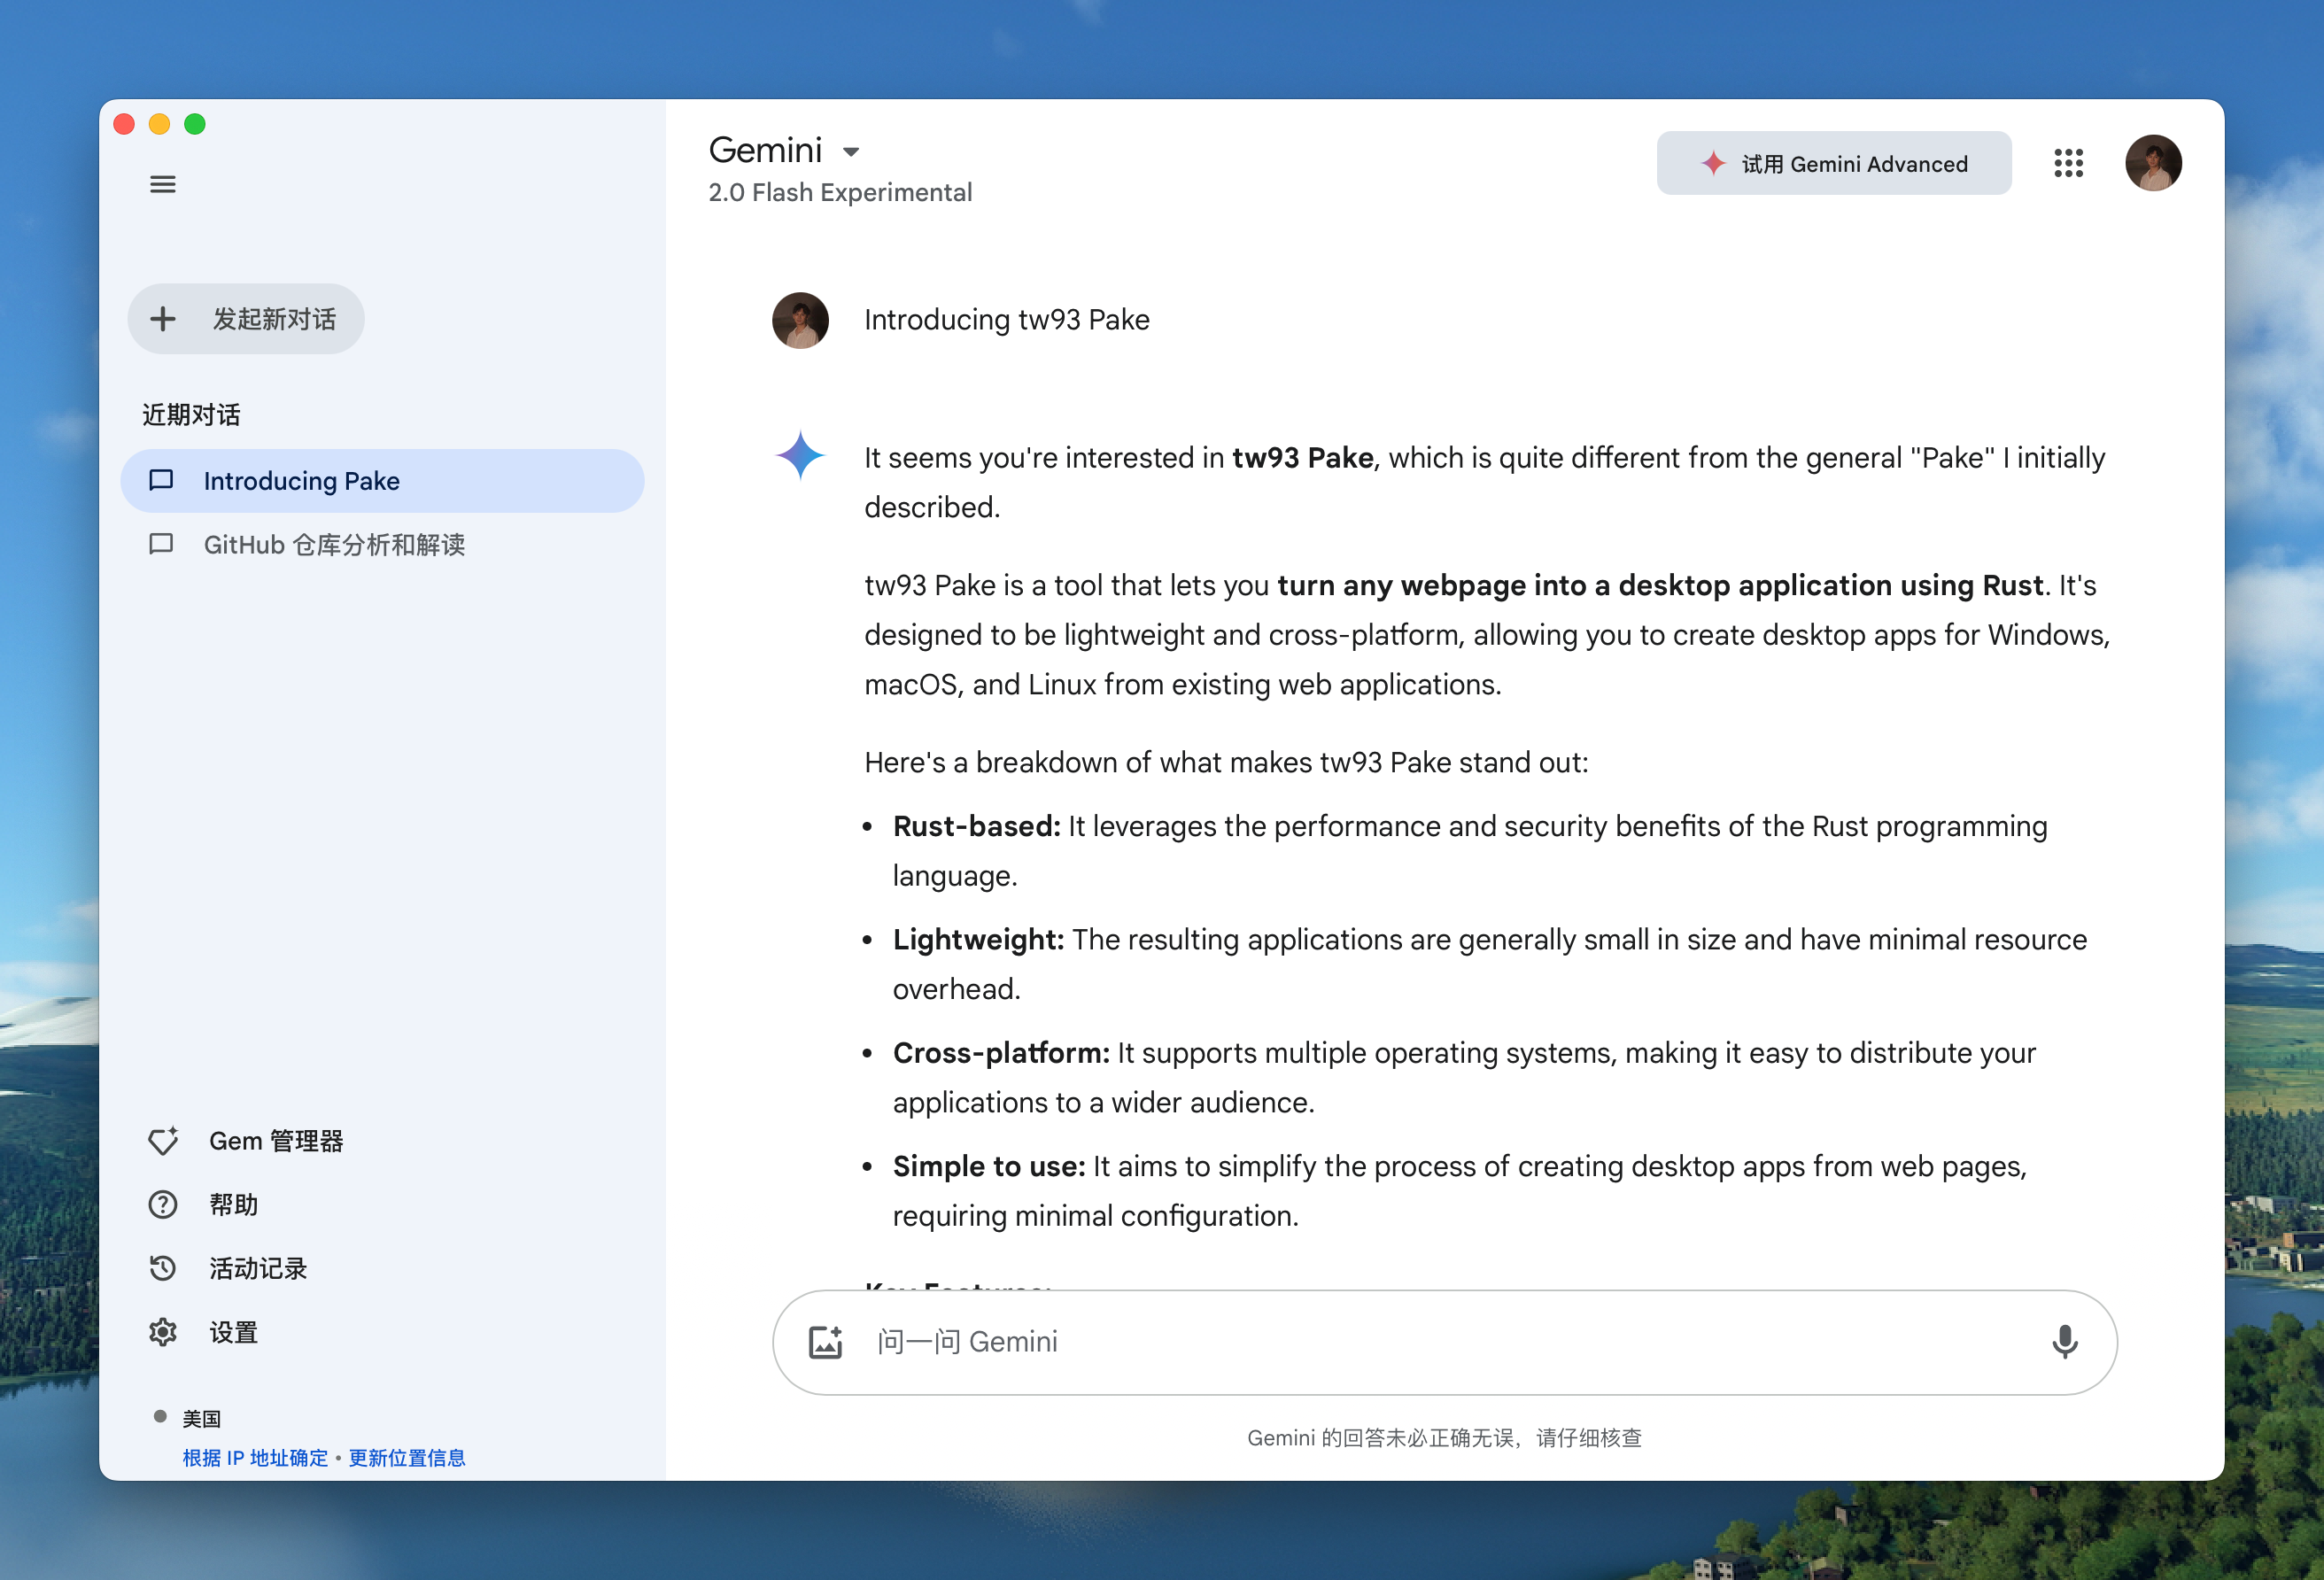 发起新对话
近期对话
Introducing Pake
GitHub 仓库分析和解读
Gem 管理器
帮助
活动记录
设置
美国
根据 IP 地址确定 • 更新位置信息
Gemini
2.0 Flash Experimental
试用 Gemini Advanced
Introducing tw93 Pake
It seems you're interested in tw93 Pake, which is quite different from the general "Pake" I initially
described.
tw93 Pake is a tool that lets you turn any webpage into a desktop application using Rust. It's
designed to be lightweight and cross-platform, allowing you to create desktop apps for Windows,
macOS, and Linux from existing web applications.
Here's a breakdown of what makes tw93 Pake stand out:
• Rust-based: It leverages the performance and security benefits of the Rust programming
language.
• Lightweight: The resulting applications are generally small in size and have minimal resource
overhead.
• Cross-platform: It supports multiple operating systems, making it easy to distribute your
applications to a wider audience.
• Simple to use: It aims to simplify the process of creating desktop apps from web pages,
requiring minimal configuration.
Key Features:
问一问 Gemini
Gemini 的回答未必正确无误，请仔细核查